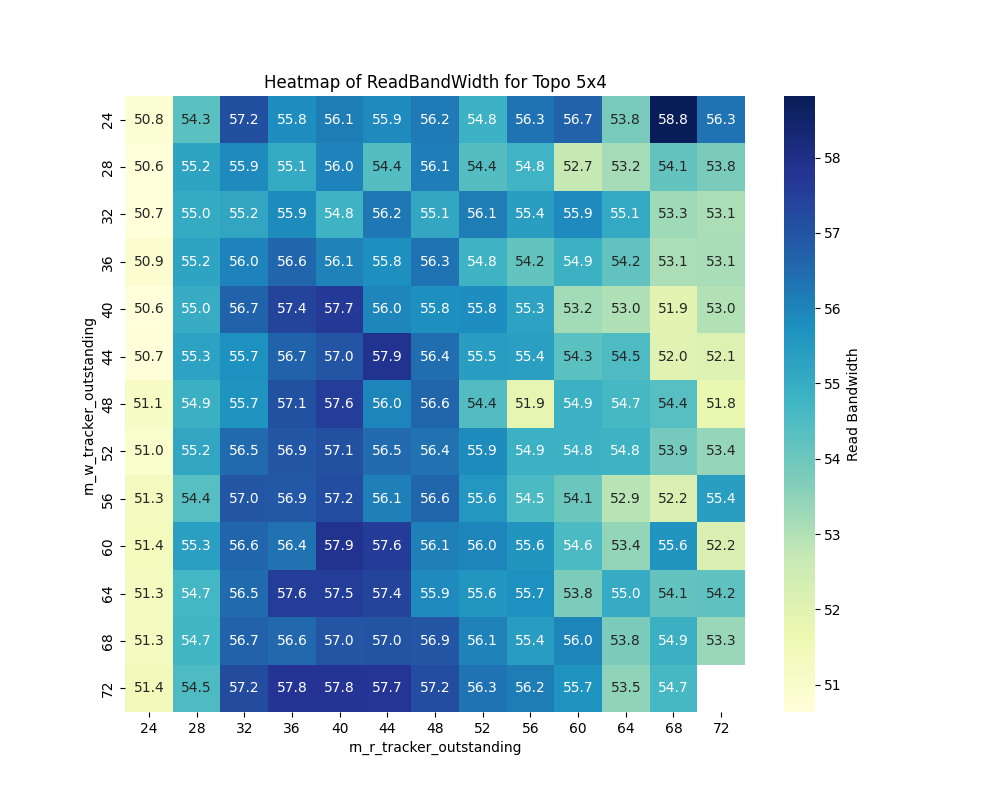 Heatmap of ReadBandWidth for Topo 5x4
24 50.8 54.3 57.2 55.8 56.1 55.9 56.2 54.8 56.3 56.7 53.8 58.8 56.3
28 50.6 55.2 55.9 55.1 56.0 54.4 56.1 54.4 54.8 52.7 53.2 54.1 53.8
32 50.7 55.0 55.2 55.9 54.8 56.2 55.1 56.1 55.4 55.9 55.1 53.3 53.1
36 50.9 55.2 56.0 56.6 56.1 55.8 56.3 54.8 54.2 54.9 54.2 53.1 53.1
40 50.6 55.0 56.7 57.4 57.7 56.0 55.8 55.8 55.3 53.2 53.0 51.9 53.0
44 50.7 55.3 55.7 56.7 57.0 57.9 56.4 55.5 55.4 54.3 54.5 52.0 52.1
48 51.1 54.9 55.7 57.1 57.6 56.0 56.6 54.4 51.9 54.9 54.7 54.4 51.8
52 51.0 55.2 56.5 56.9 57.1 56.5 56.4 55.9 54.9 54.8 54.8 53.9 53.4
56 51.3 54.4 57.0 56.9 57.2 56.1 56.6 55.6 54.5 54.1 52.9 52.2 55.4
60 51.4 55.3 56.6 56.4 57.9 57.6 56.1 56.0 55.6 54.6 53.4 55.6 52.2
64 51.3 54.7 56.5 57.6 57.5 57.4 55.9 55.6 55.7 53.8 55.0 54.1 54.2
68 51.3 54.7 56.7 56.6 57.0 57.0 56.9 56.1 55.4 56.0 53.8 54.9 53.3
72 51.4 54.5 57.2 57.8 57.8 57.7 57.2 56.3 56.2 55.7 53.5 54.7
24 28 32 36 40 44 48 52 56 60 64 68 72
rn_r_tracker_outstanding
rn_w_tracker_outstanding
58
57
56
55
54
53
52
51
Read Bandwidth